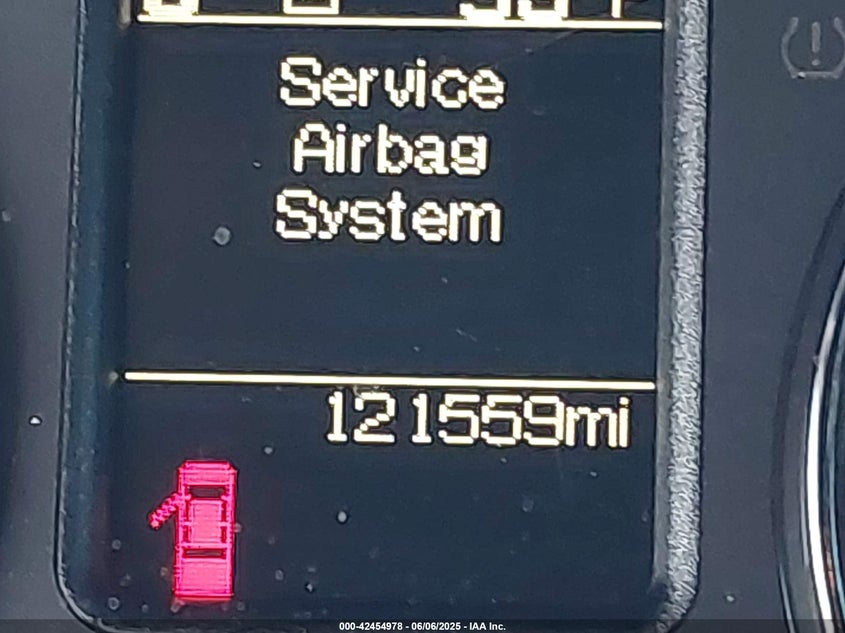 Service
Airbag
System
121559mi
000-42454978 - 06/06/2025 - IAA Inc.